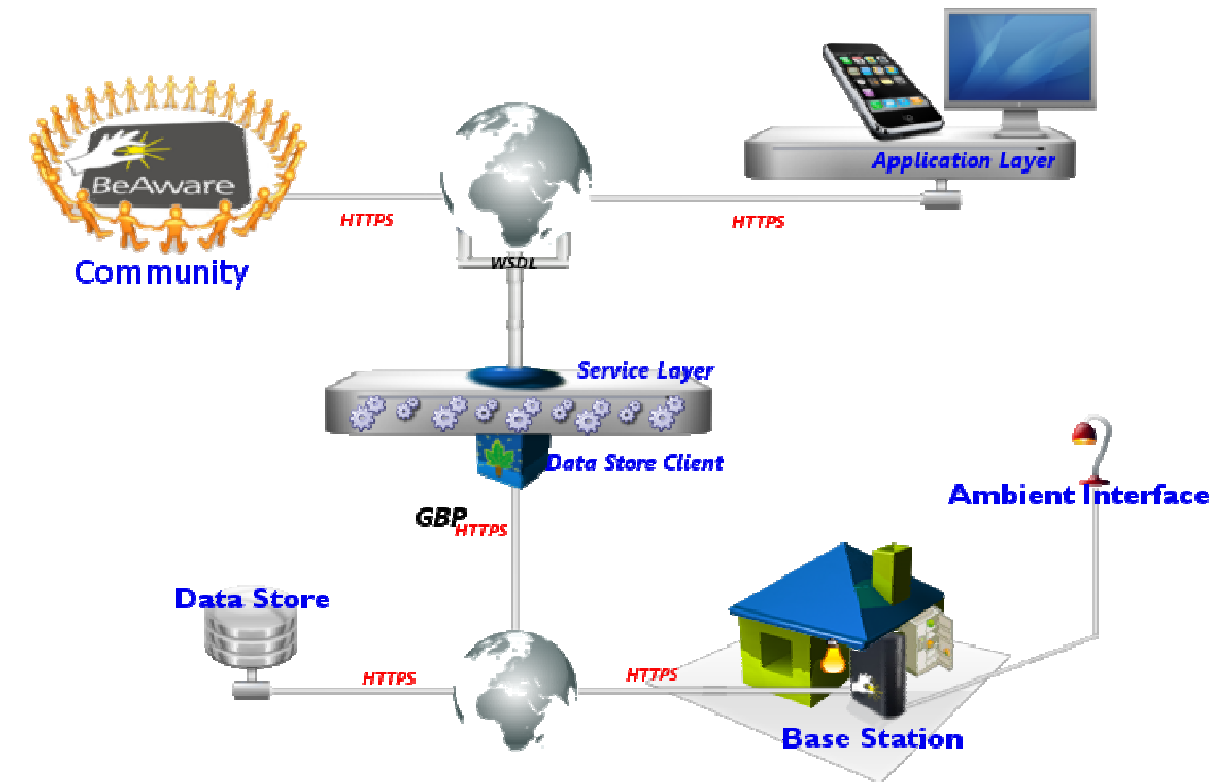 Application Layer
BeAware
HTTPS
HTTPS
Community
WSDL
Service Layer
Data Store Client
Ambient Interface
GBP
HTTPS
Data Store
HTTPS
HTTPS
Base Station